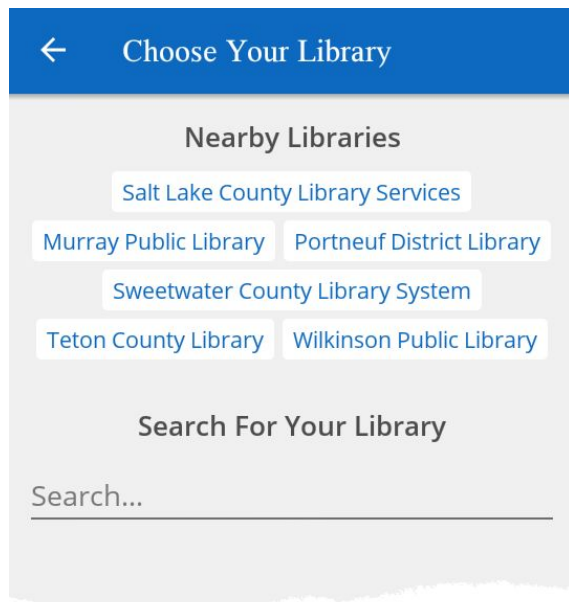 Choose Your Library
Nearby Libraries
Salt Lake County Library Services
Murray Public Library Portneuf District Library
Sweetwater County Library System
Teton County Library Wilkinson Public Library
Search For Your Library
Search...